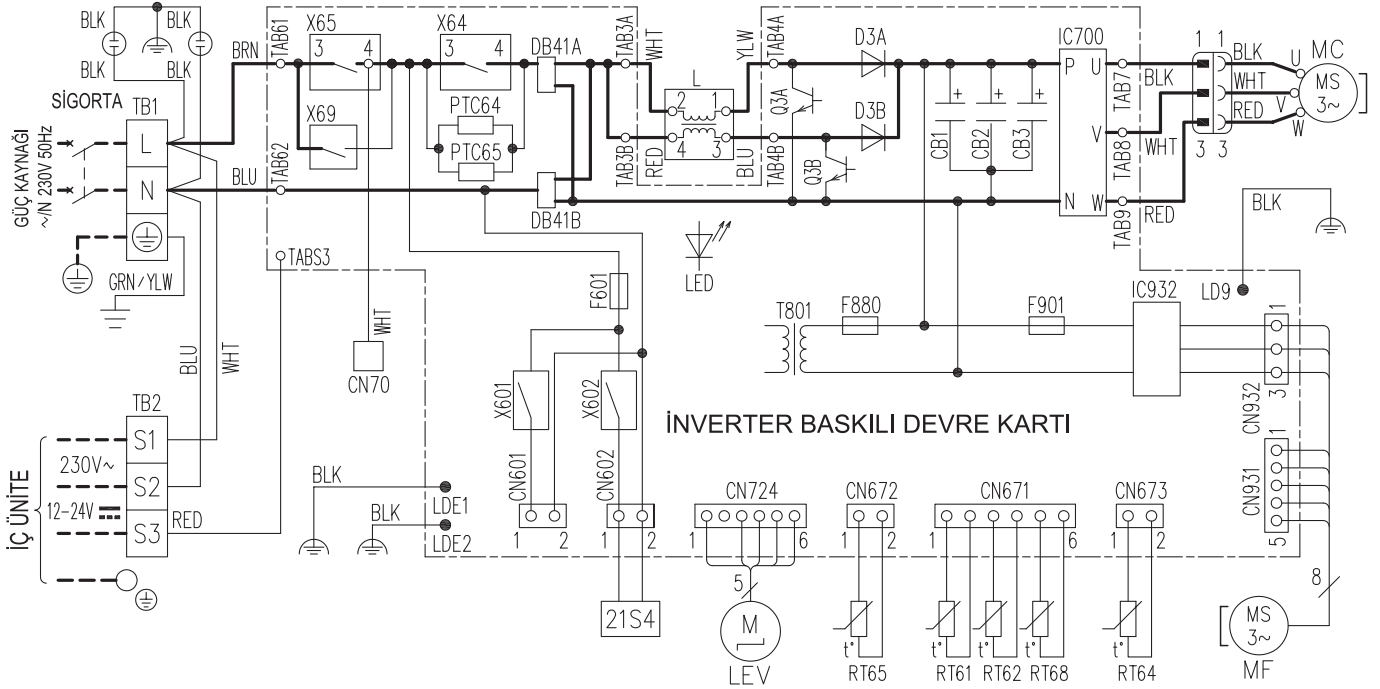 BLK
BLK
BLK
BLK
BRN
TAB61
X65
3
4
X64
3
4
DB41A
TAB3A
WHT
YLW
TAB4A
D3A
IC700
P
U
TAB7
BLK
1
1
BLK
U
MC
MS
3~
SİGORTA
TB1
L
N
GÜÇ KAYNAĞI
~/N 230V 50Hz
X69
TAB62
BLU
PTC64
PTC65
L
2
1
4
3
TAB3B
RED
BLU
TAB4B
Q3A
D3B
Q3B
+
+
+
CB1
CB2
CB3
V
TAB8
WHT
WHT
V
RED
W
3
3
DB41B
N
W
TAB9
RED
BLK
GRN/YLW
TABS3
LED
LD9
F601
WHT
CN70
T801
F880
F901
IC932
1
3
CN932
BLU
WHT
X601
X602
İNVERTER BASKILI DEVRE KARTI
TB2
S1
S2
S3
İÇ ÜNİTE
230V~
12-24V
RED
BLK
LDE1
BLK
LDE2
CN601
1
2
CN602
1
2
CN724
1
6
CN672
1
2
CN671
1
6
CN673
1
2
CN931
1
5
21S4
5
M
LEV
t°
RT65
t°
RT61
t°
RT62
t°
RT68
t°
RT64
8
MS
3~
MF